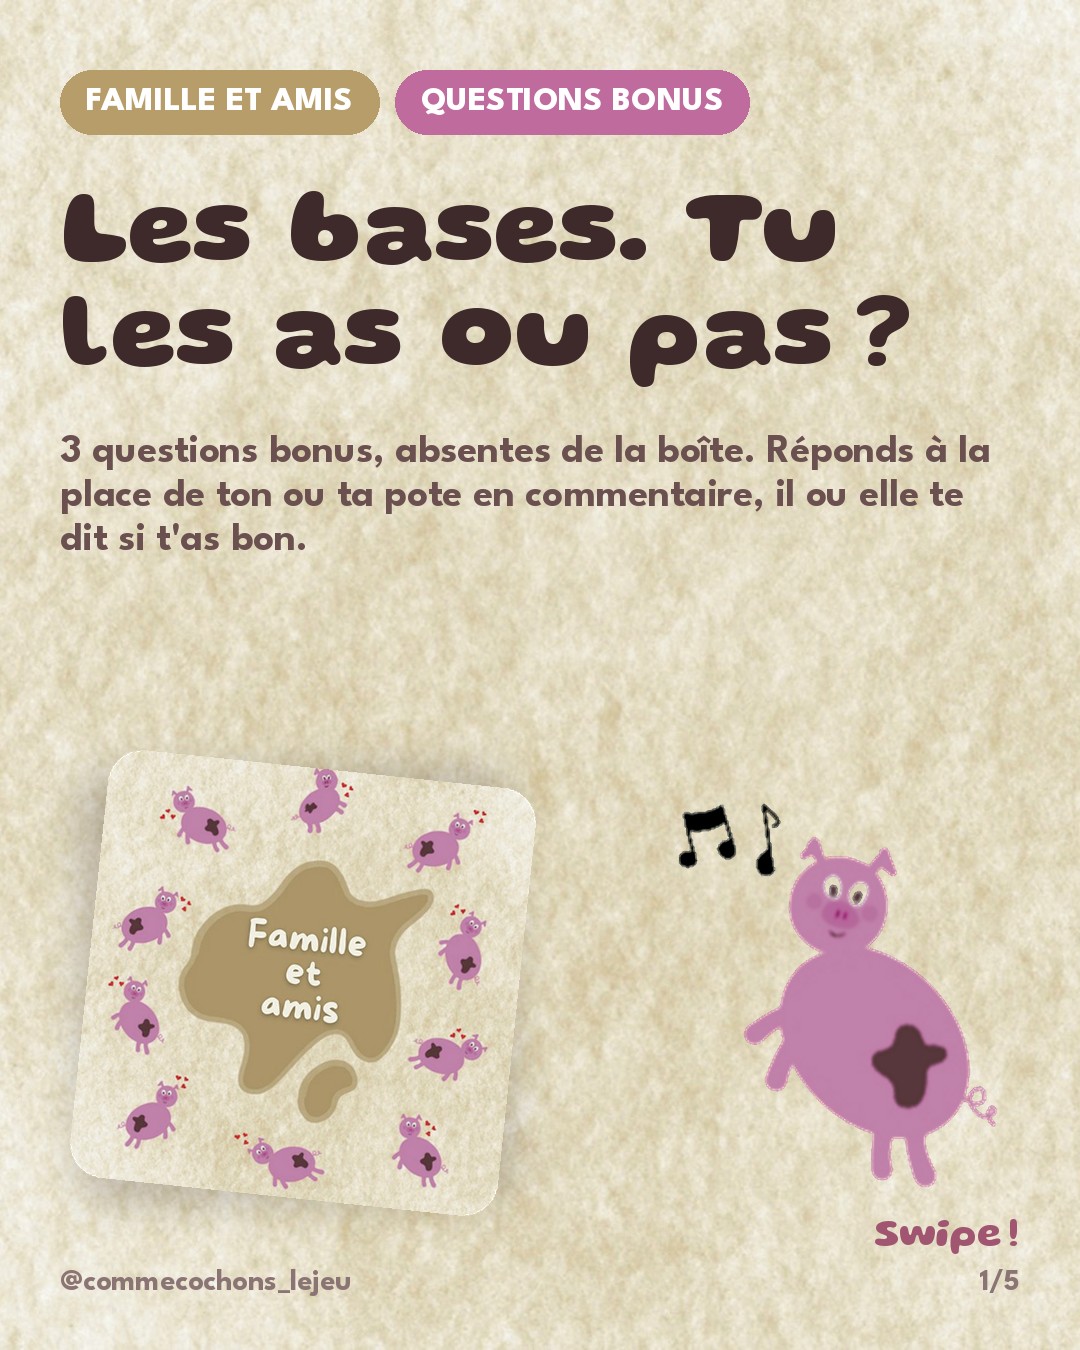 FAMILLE ET AMIS
QUESTIONS BONUS
Les bases. Tu
les as ou pas ?
3 questions bonus, absentes de la boîte. Réponds à la
place de ton ou ta pote en commentaire, il ou elle te
dit si t'as bon.
Famille
et
amis
Swipe !
@commecochons_lejeu
1/5